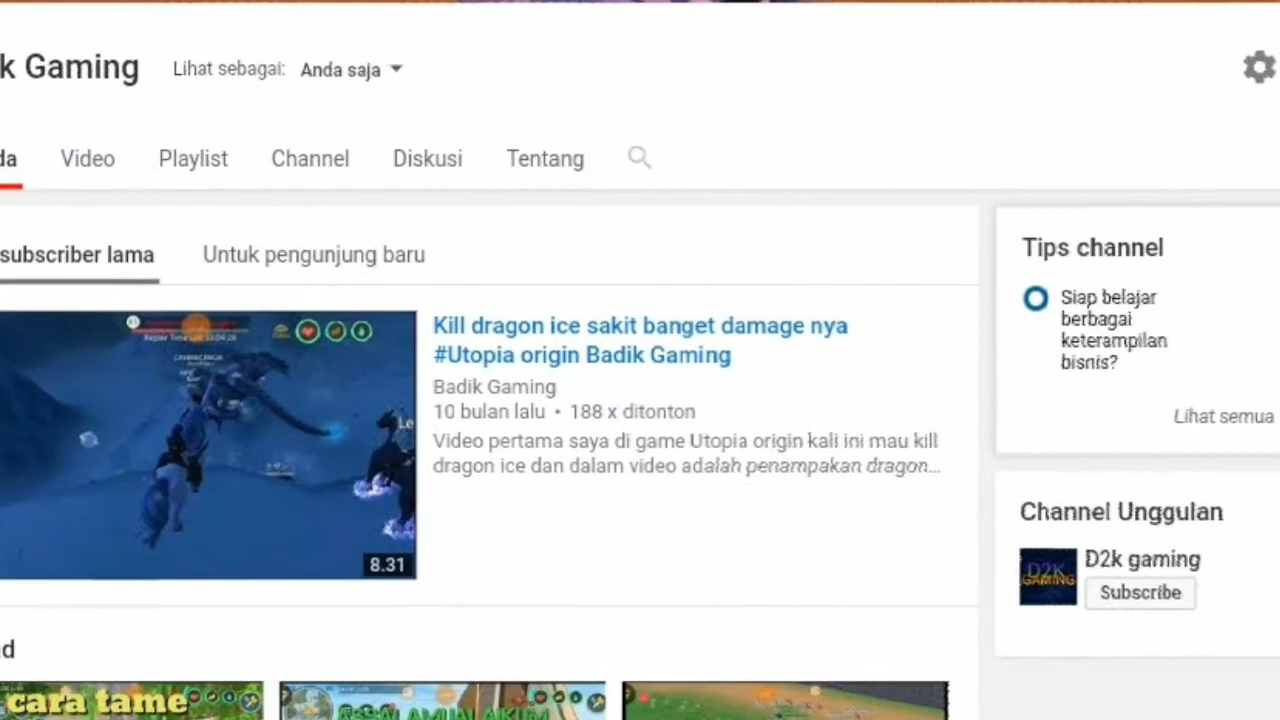 k Gaming
Lihat sebagai: Anda saja
da Video Playlist Channel Diskusi Tentang
subscriber lama
Untuk pengunjung baru
8.31
Kill dragon ice sakit banget damage nya
#Utopia origin Badik Gaming
Badik Gaming
10 bulan lalu • 188 x ditonton
Video pertama saya di game Utopia origin kali ini mau kill
dragon ice dan dalam video adalah penampakan dragon...
Tips channel
Siap belajar
berbagai
keterampilan
bisnis?
Lihat semua
Channel Unggulan
D2K
GAMING
D2k gaming
Subscribe
cara tame